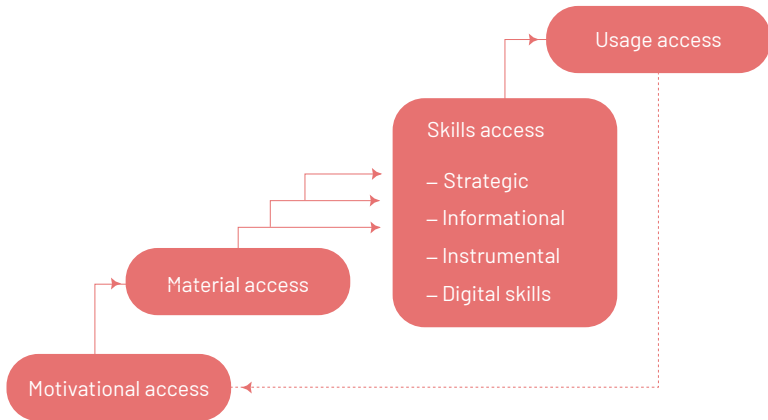 Usage access
Skills access
– Strategic
– Informational
– Instrumental
– Digital skills
Material access
Motivational access